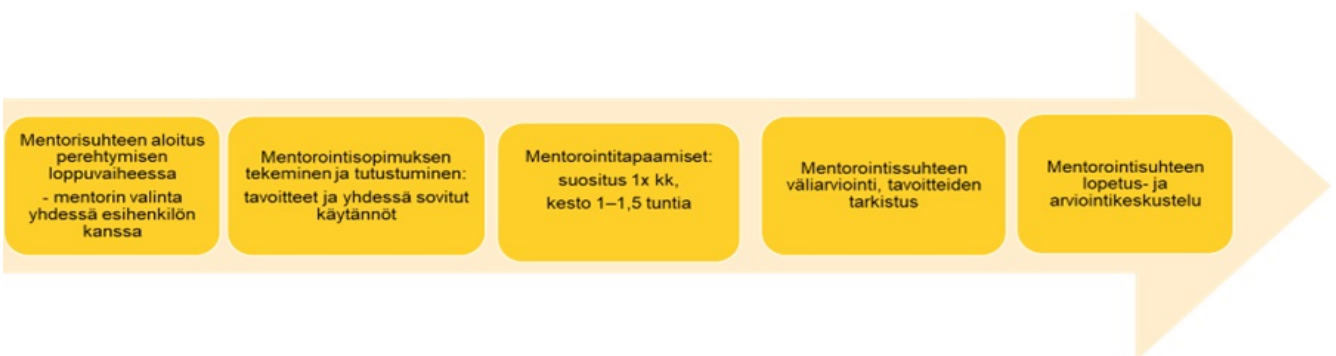 Mentorisuhteen aloitus
perehtymisen
loppuvaiheessa
- mentorin valinta
yhdessä esihenkilön
kanssa
Mentorointisopimuksen
tekeminen ja tutustuminen:
tavoitteet ja yhdessä sovitut
käytännöt
Mentorointitapaamiset:
suositus 1x kk,
kesto 1–1,5 tuntia
Mentorointissuhteen
väliarviointi, tavoitteiden
tarkistus
Mentorointisuhteen
lopetus- ja
arviointikeskustelu